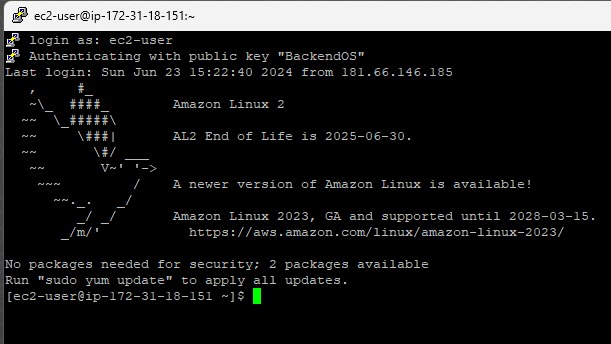 ec2-user@ip-172-31-18-151:~
login as: ec2-user
Authenticating with public key "BackendOS"
Last login: Sun Jun 23 15:22:40 2024 from 181.66.146.185
   ,     #_
   ~\_  ####_        Amazon Linux 2
  ~~  \_#####\
  ~~     \###|       AL2 End of Life is 2025-06-30.
  ~~       \#/ ___
   ~~       V~' '->
    ~~~         /    A newer version of Amazon Linux is available!
      ~~._.   _/
         _/ _/       Amazon Linux 2023, GA and supported until 2028-03-15.
       _/m/'           https://aws.amazon.com/linux/amazon-linux-2023/
No packages needed for security; 2 packages available
Run "sudo yum update" to apply all updates.
[ec2-user@ip-172-31-18-151 ~]$